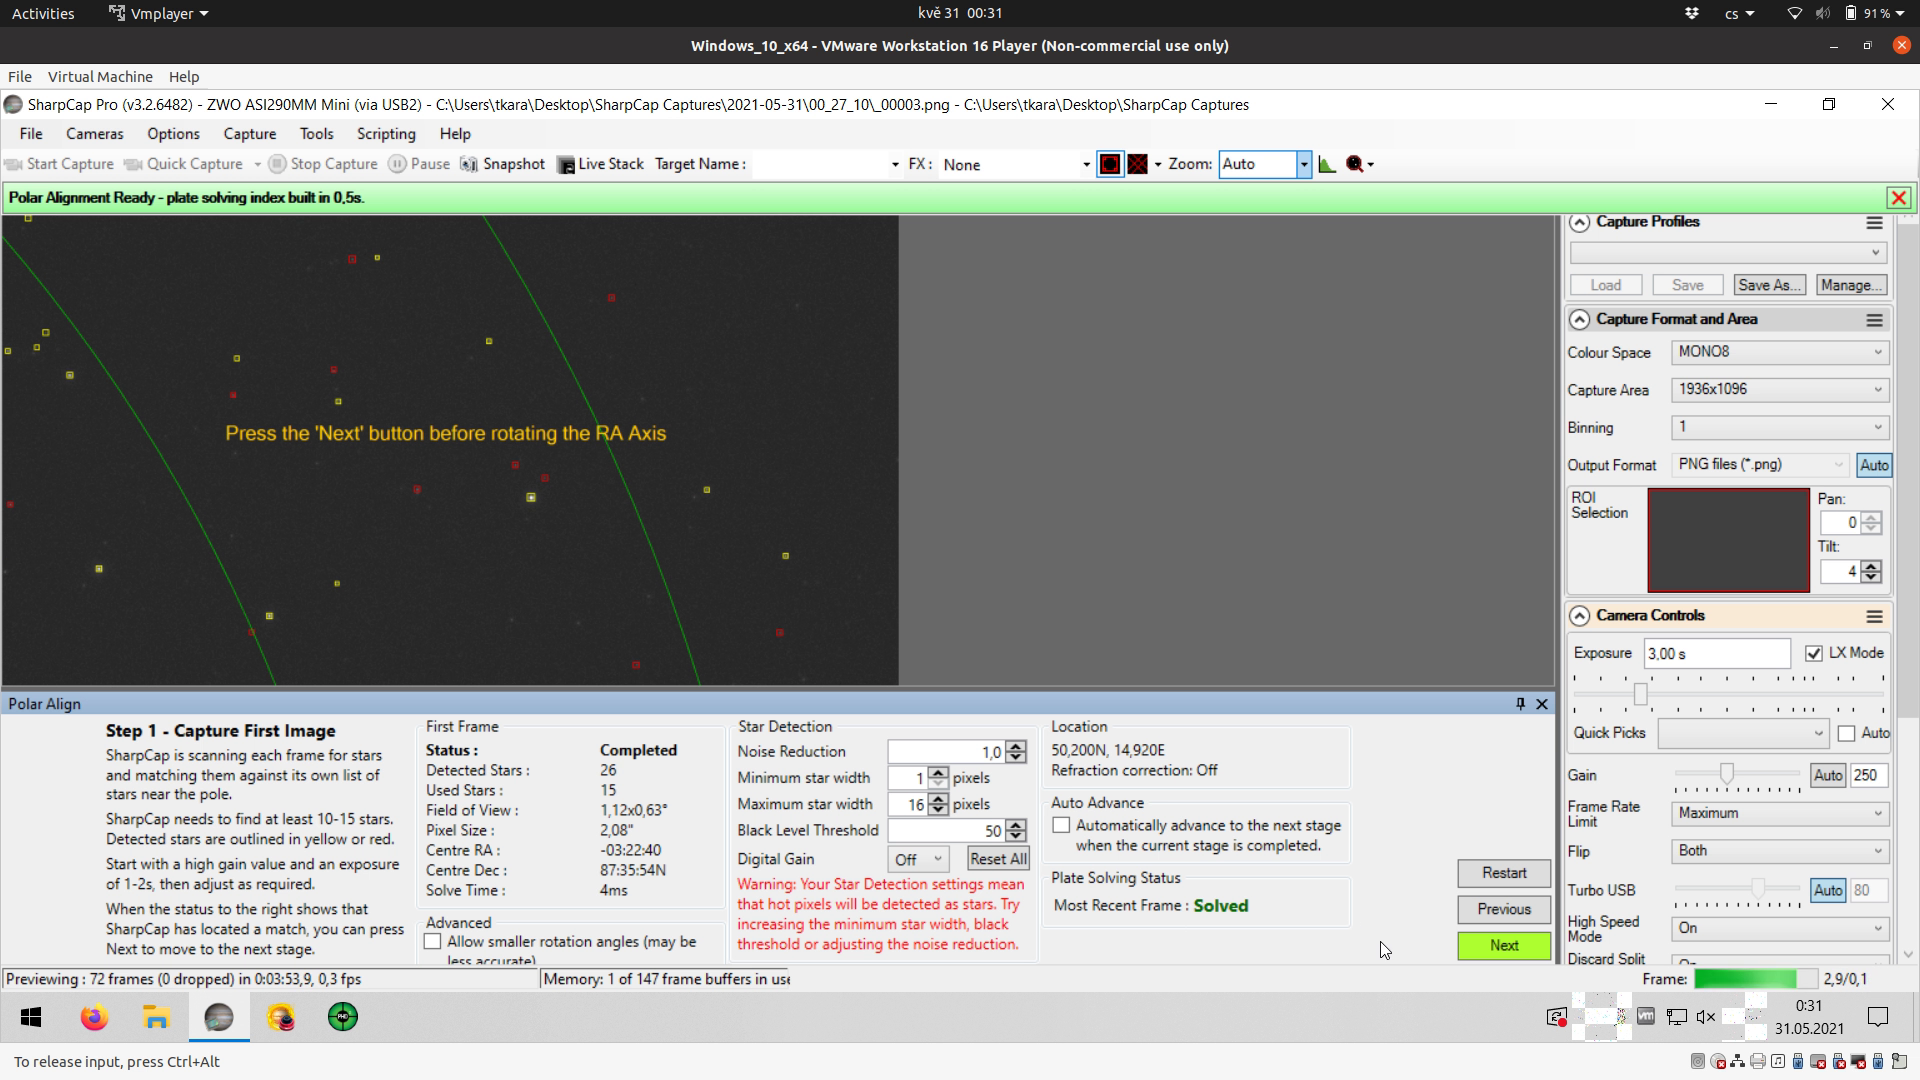 Activities
Vmplayer
kvě 31 00:31
cs
91 %
Windows_10_x64 - VMware Workstation 16 Player (Non-commercial use only)
File Virtual Machine Help
SharpCap Pro (v3.2.6482) - ZWO ASI290MM Mini (via USB2) - C:\Users\tkara\Desktop\SharpCap Captures\2021-05-31\00_27_10\_00003.png - C:\Users\tkara\Desktop\SharpCap Captures
File Cameras Options Capture Tools Scripting Help
Start Capture Quick Capture Stop Capture Pause Snapshot Live Stack Target Name : FX : None Zoom: Auto
Polar Alignment Ready - plate solving index built in 0,5s.
Press the 'Next' button before rotating the RA Axis
Capture Profiles
Load Save Save As... Manage...
Capture Format and Area
Colour Space MONO8
Capture Area 1936x1096
Binning 1
Output Format PNG files (*.png) Auto
ROI Selection
Pan:
0
Tilt:
4
Camera Controls
Exposure 3,00 s LX Mode
Quick Picks Auto
Gain Auto 250
Frame Rate Limit Maximum
Flip Both
Turbo USB Auto 80
High Speed Mode On
Discard Split
Polar Align
Step 1 - Capture First Image
SharpCap is scanning each frame for stars
and matching them against its own list of
stars near the pole.
SharpCap needs to find at least 10-15 stars.
Detected stars are outlined in yellow or red.
Start with a high gain value and an exposure
of 1-2s, then adjust as required.
When the status to the right shows that
SharpCap has located a match, you can press
Next to move to the next stage.
First Frame
Status : Completed
Detected Stars : 26
Used Stars : 15
Field of View : 1,12x0,63°
Pixel Size : 2,08"
Centre RA : -03:22:40
Centre Dec : 87:35:54N
Solve Time : 4ms
Advanced
Allow smaller rotation angles (may be
less accurate)
Star Detection
Noise Reduction 1,0
Minimum star width 1 pixels
Maximum star width 16 pixels
Black Level Threshold 50
Digital Gain Off Reset All
Warning: Your Star Detection settings mean
that hot pixels will be detected as stars. Try
increasing the minimum star width, black
threshold or adjusting the noise reduction.
Location
50,200N, 14,920E
Refraction correction: Off
Auto Advance
Automatically advance to the next stage
when the current stage is completed.
Plate Solving Status
Most Recent Frame : Solved
Restart
Previous
Next
Previewing : 72 frames (0 dropped) in 0:03:53,9, 0,3 fps
Memory: 1 of 147 frame buffers in use
Frame: 2,9/0,1
PHD
vm
0:31
31.05.2021
To release input, press Ctrl+Alt